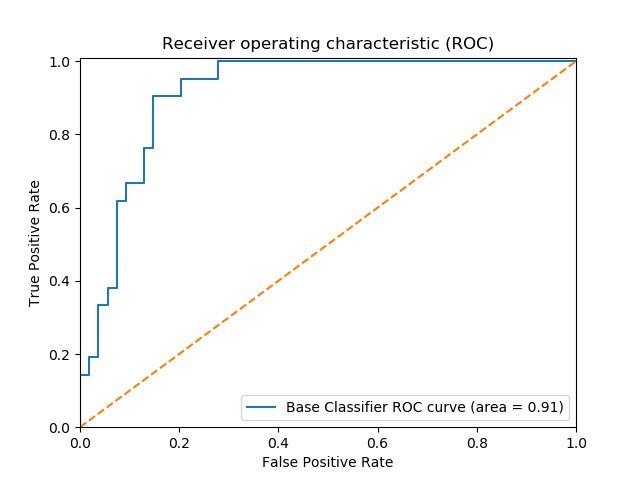 Receiver operating characteristic (ROC)
1.0
0.8
0.6
0.4
0.2
0.0
True Positive Rate
Base Classifier ROC curve (area = 0.91)
0.0 0.2 0.4 0.6 0.8 1.0
False Positive Rate